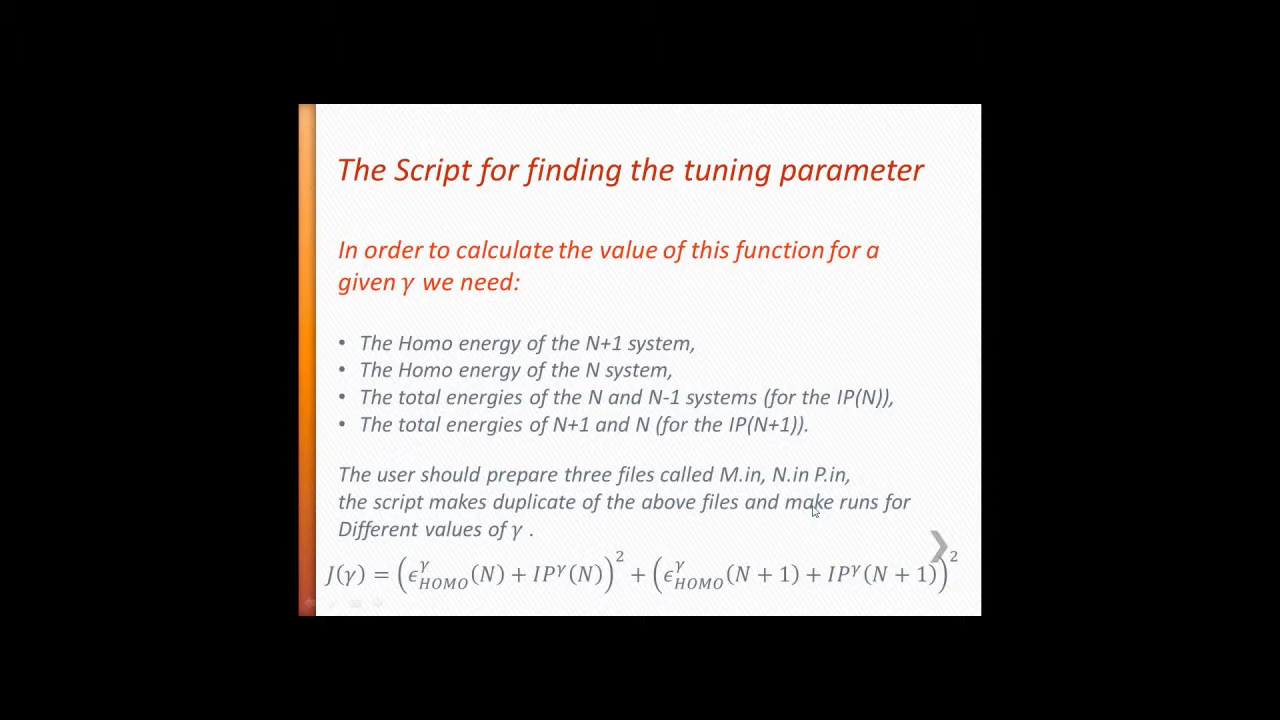 The Script for finding the tuning parameter
In order to calculate the value of this function for a
given γ we need:
• The Homo energy of the N+1 system,
• The Homo energy of the N system,
• The total energies of the N and N-1 systems (for the IP(N)),
• The total energies of N+1 and N (for the IP(N+1)).
The user should prepare three files called M.in, N.in P.in,
the script makes duplicate of the above files and make runs for
Different values of γ .
J(γ) = (ϵ^γ_HOMO(N) + IP^γ(N))^2 + (ϵ^γ_HOMO(N + 1) + IP^γ(N + 1))^2